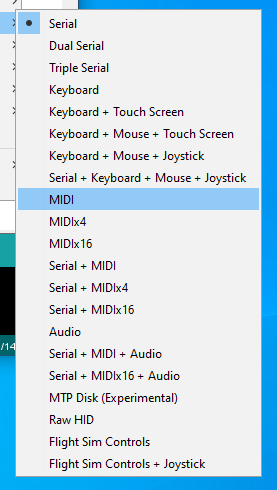 Serial
Dual Serial
Triple Serial
Keyboard
Keyboard + Touch Screen
Keyboard + Mouse + Touch Screen
Keyboard + Mouse + Joystick
Serial + Keyboard + Mouse + Joystick
MIDI
MIDIx4
MIDIx16
Serial + MIDI
Serial + MIDIx4
Serial + MIDIx16
Audio
Serial + MIDI + Audio
Serial + MIDIx16 + Audio
MTP Disk (Experimental)
Raw HID
Flight Sim Controls
Flight Sim Controls + Joystick
/14